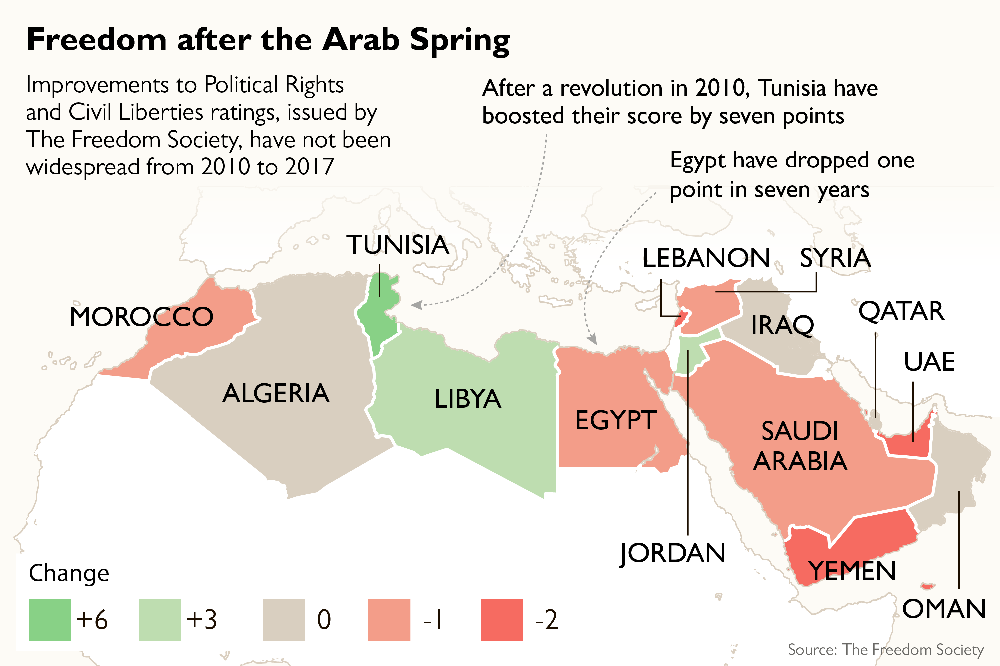 Freedom after the Arab Spring
Improvements to Political Rights
and Civil Liberties ratings, issued by
The Freedom Society, have not been
widespread from 2010 to 2017
After a revolution in 2010, Tunisia have
boosted their score by seven points
Egypt have dropped one
point in seven years
TUNISIA
LEBANON
SYRIA
MOROCCO
IRAQ
QATAR
UAE
ALGERIA
LIBYA
EGYPT
SAUDI
ARABIA
JORDAN
YEMEN
OMAN
Change
+6
+3
0
-1
-2
Source: The Freedom Society